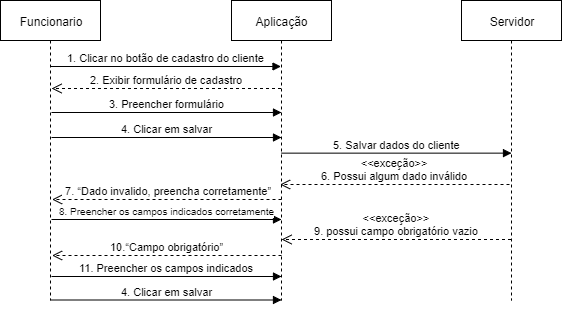 Funcionario
Aplicação
Servidor
1. Clicar no botão de cadastro do cliente
2. Exibir formulário de cadastro
3. Preencher formulário
4. Clicar em salvar
5. Salvar dados do cliente
<<exceção>>
6. Possui algum dado inválido
7. “Dado invalido, preencha corretamente”
8. Preencher os campos indicados corretamente
<<exceção>>
9. possui campo obrigatório vazio
10.“Campo obrigatório”
11. Preencher os campos indicados
4. Clicar em salvar